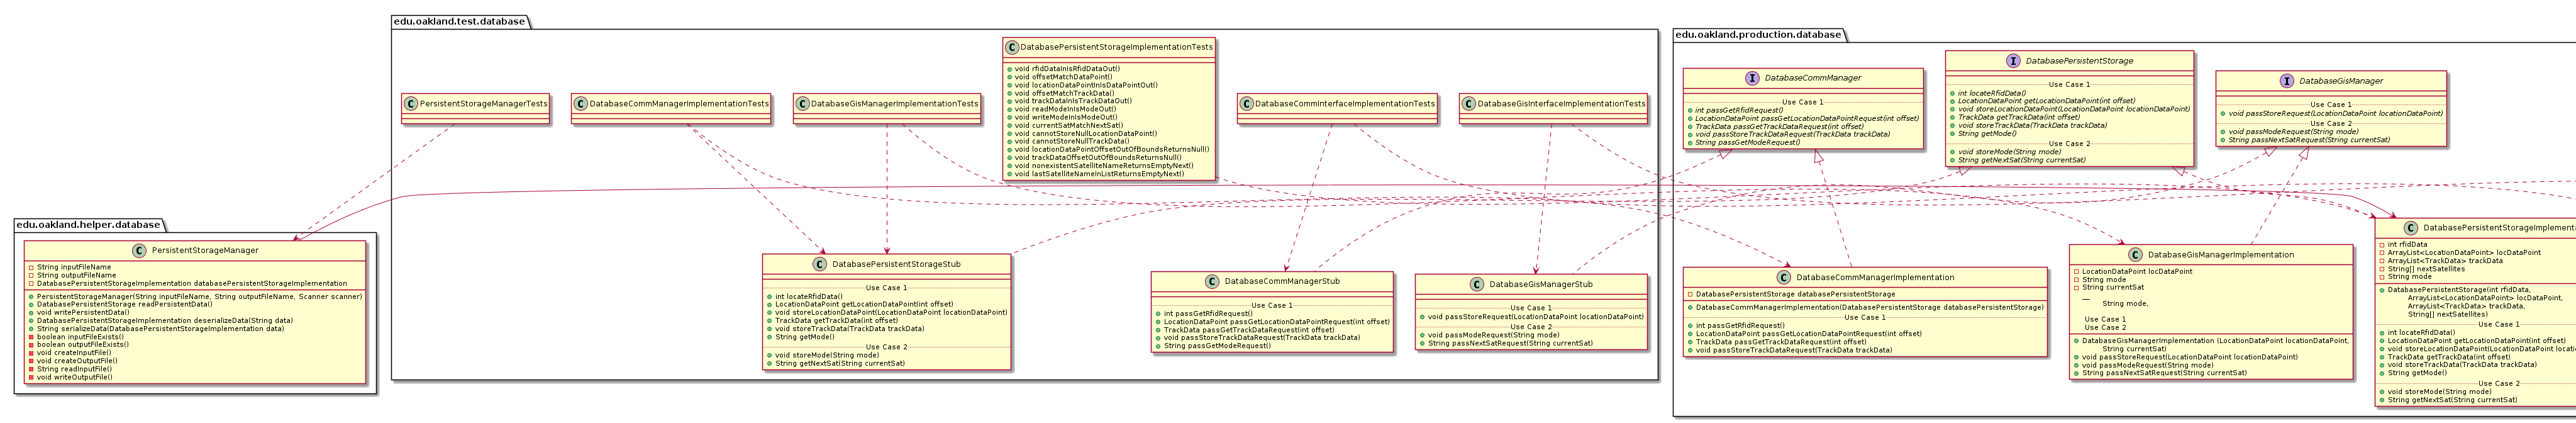 edu.oakland.helper.database
PersistentStorageManager
String inputFileName
String outputFileName
DatabasePersistentStorageImplementation databasePersistentStorageImplementation
PersistentStorageManager(String inputFileName, String outputFileName, Scanner scanner)
DatabasePersistentStorage readPersistentData()
void writePersistentData()
DatabasePersistentStorageImplementation deserializeData(String data)
String serializeData(DatabasePersistentStorageImplementation data)
boolean inputFileExists()
boolean outputFileExists()
void createInputFile()
void createOutputFile()
String readInputFile()
void writeOutputFile()
edu.oakland.test.database
PersistentStorageManagerTests
DatabaseCommManagerImplementationTests
DatabaseGisManagerImplementationTests
DatabasePersistentStorageImplementationTests
void rfidDataInIsRfidDataOut()
void offsetMatchDataPoint()
void locationDataPointInIsDataPointOut()
void offsetMatchTrackData()
void trackDataInIsTrackDataOut()
void readModeInIsModeOut()
void writeModeInIsModeOut()
void currentSatMatchNextSat()
void cannotStoreNullLocationDataPoint()
void cannotStoreNullTrackData()
void locationDataPointOffsetOutOfBoundsReturnsNull()
void trackDataOffsetOutOfBoundsReturnsNull()
void nonexistentSatelliteNameReturnsEmptyNext()
void lastSatelliteNameInListReturnsEmptyNext()
DatabaseCommInterfaceImplementationTests
DatabaseGisInterfaceImplementationTests
DatabasePersistentStorageStub
Use Case 1
int locateRfidData()
LocationDataPoint getLocationDataPoint(int offset)
void storeLocationDataPoint(LocationDataPoint locationDataPoint)
TrackData getTrackData(int offset)
void storeTrackData(TrackData trackData)
String getMode()
Use Case 2
void storeMode(String mode)
String getNextSat(String currentSat)
DatabaseCommManagerStub
Use Case 1
int passGetRfidRequest()
LocationDataPoint passGetLocationDataPointRequest(int offset)
TrackData passGetTrackDataRequest(int offset)
void passStoreTrackDataRequest(TrackData trackData)
String passGetModeRequest()
DatabaseGisManagerStub
Use Case 1
void passStoreRequest(LocationDataPoint locationDataPoint)
Use Case 2
void passModeRequest(String mode)
String passNextSatRequest(String currentSat)
edu.oakland.production.database
DatabaseCommManager
Use Case 1
int passGetRfidRequest()
LocationDataPoint passGetLocationDataPointRequest(int offset)
TrackData passGetTrackDataRequest(int offset)
void passStoreTrackDataRequest(TrackData trackData)
String passGetModeRequest()
DatabasePersistentStorage
Use Case 1
int locateRfidData()
LocationDataPoint getLocationDataPoint(int offset)
void storeLocationDataPoint(LocationDataPoint locationDataPoint)
TrackData getTrackData(int offset)
void storeTrackData(TrackData trackData)
String getMode()
Use Case 2
void storeMode(String mode)
String getNextSat(String currentSat)
DatabaseGisManager
Use Case 1
void passStoreRequest(LocationDataPoint locationDataPoint)
Use Case 2
void passModeRequest(String mode)
String passNextSatRequest(String currentSat)
DatabaseCommManagerImplementation
DatabasePersistentStorage databasePersistentStorage
DatabaseCommManagerImplementation(DatabasePersistentStorage databasePersistentStorage)
Use Case 1
int passGetRfidRequest()
LocationDataPoint passGetLocationDataPointRequest(int offset)
TrackData passGetTrackDataRequest(int offset)
void passStoreTrackDataRequest(TrackData trackData)
DatabaseGisManagerImplementation
LocationDataPoint locDataPoint
String mode
String currentSat
String mode,
Use Case 1
Use Case 2
DatabaseGisManagerImplementation (LocationDataPoint locationDataPoint,
String currentSat)
void passStoreRequest(LocationDataPoint locationDataPoint)
void passModeRequest(String mode)
String passNextSatRequest(String currentSat)
DatabasePersistentStorageImplementa
int rfidData
ArrayList<LocationDataPoint> locDataPoint
ArrayList<TrackData> trackData
String[] nextSatellites
String mode
DatabasePersistentStorage(int rfidData,
ArrayList<LocationDataPoint> locDataPoint,
ArrayList<TrackData> trackData,
String[] nextSatellites)
Use Case 1
int locateRfidData()
LocationDataPoint getLocationDataPoint(int offset)
void storeLocationDataPoint(LocationDataPoint locatio
TrackData getTrackData(int offset)
void storeTrackData(TrackData trackData)
String getMode()
Use Case 2
void storeMode(String mode)
String getNextSat(String currentSat)